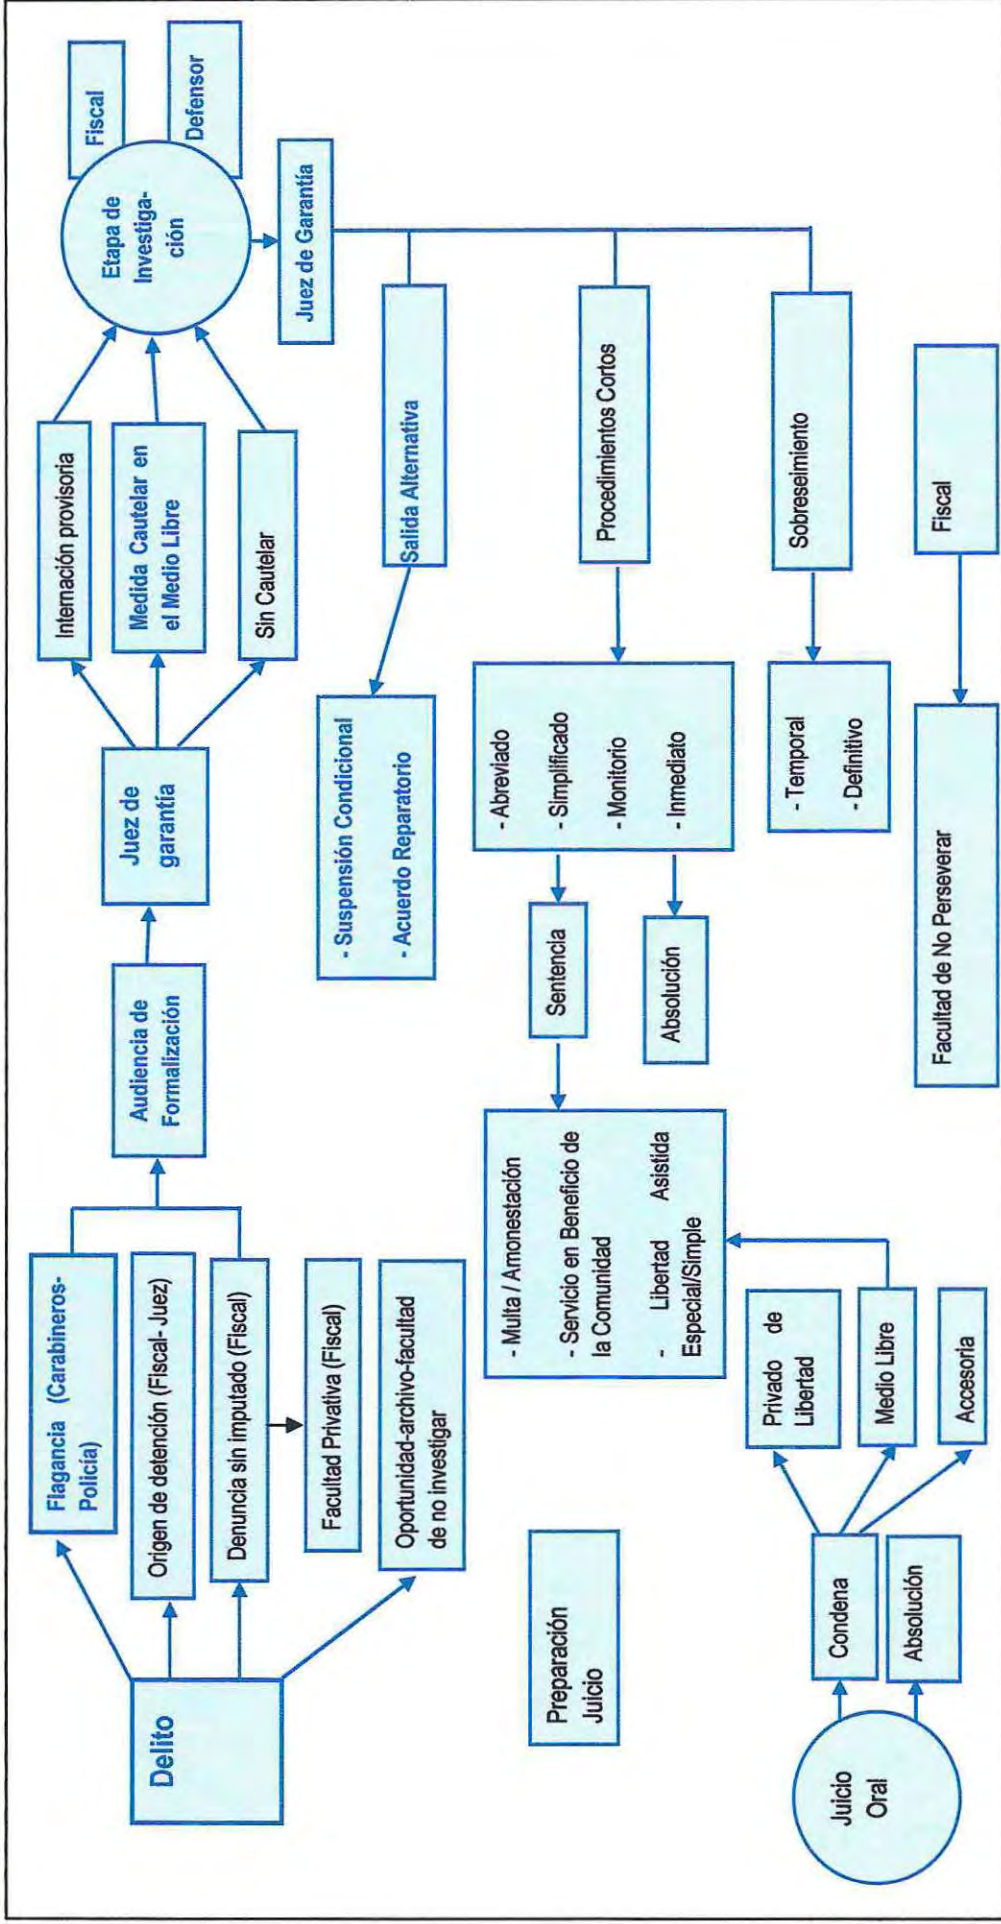 Delito
Flagancia (Carabineros-
Policía)
Origen de detención (Fiscal- Juez)
Denuncia sin imputado (Fiscal)
Facultad Privativa (Fiscal)
Oportunidad-archivo-facultad
de no investigar
Audiencia de
Formalización
Juez de
garantía
Internación provisoria
Medida Cautelar en
el Medio Libre
Sin Cautelar
Etapa de
Investiga-
ción
Fiscal
Defensor
Juez de Garantía
Salida Alternativa
- Suspensión Condicional
- Acuerdo Reparatorio
Procedimientos Cortos
- Abreviado
- Simplificado
- Monitorio
- Inmediato
Sentencia
Absolución
- Multa / Amonestación
- Servicio en Beneficio de
la Comunidad
- Libertad Asistida
Especial/Simple
Sobreseimiento
- Temporal
- Definitivo
Fiscal
Facultad de No Perseverar
Preparación
Juicio
Juicio
Oral
Condena
Absolución
Privado de
Libertad
Medio Libre
Accesoria